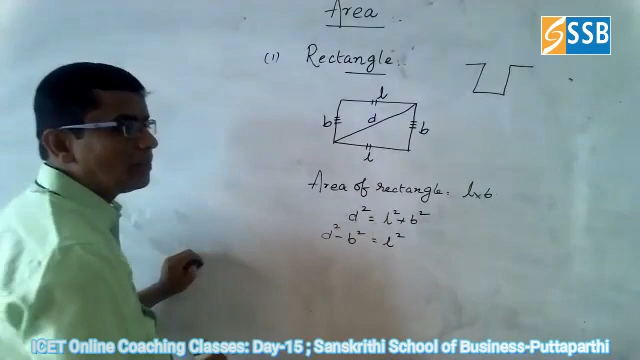 Area
SSB
(1) Rectangle:
l
d
b
b
l
Area of rectangle = l×b
d² = l² + b²
d² - b² = l²
ICET Online Coaching Classes: Day-15 ; Sanskrithi School of Business-Puttaparthi